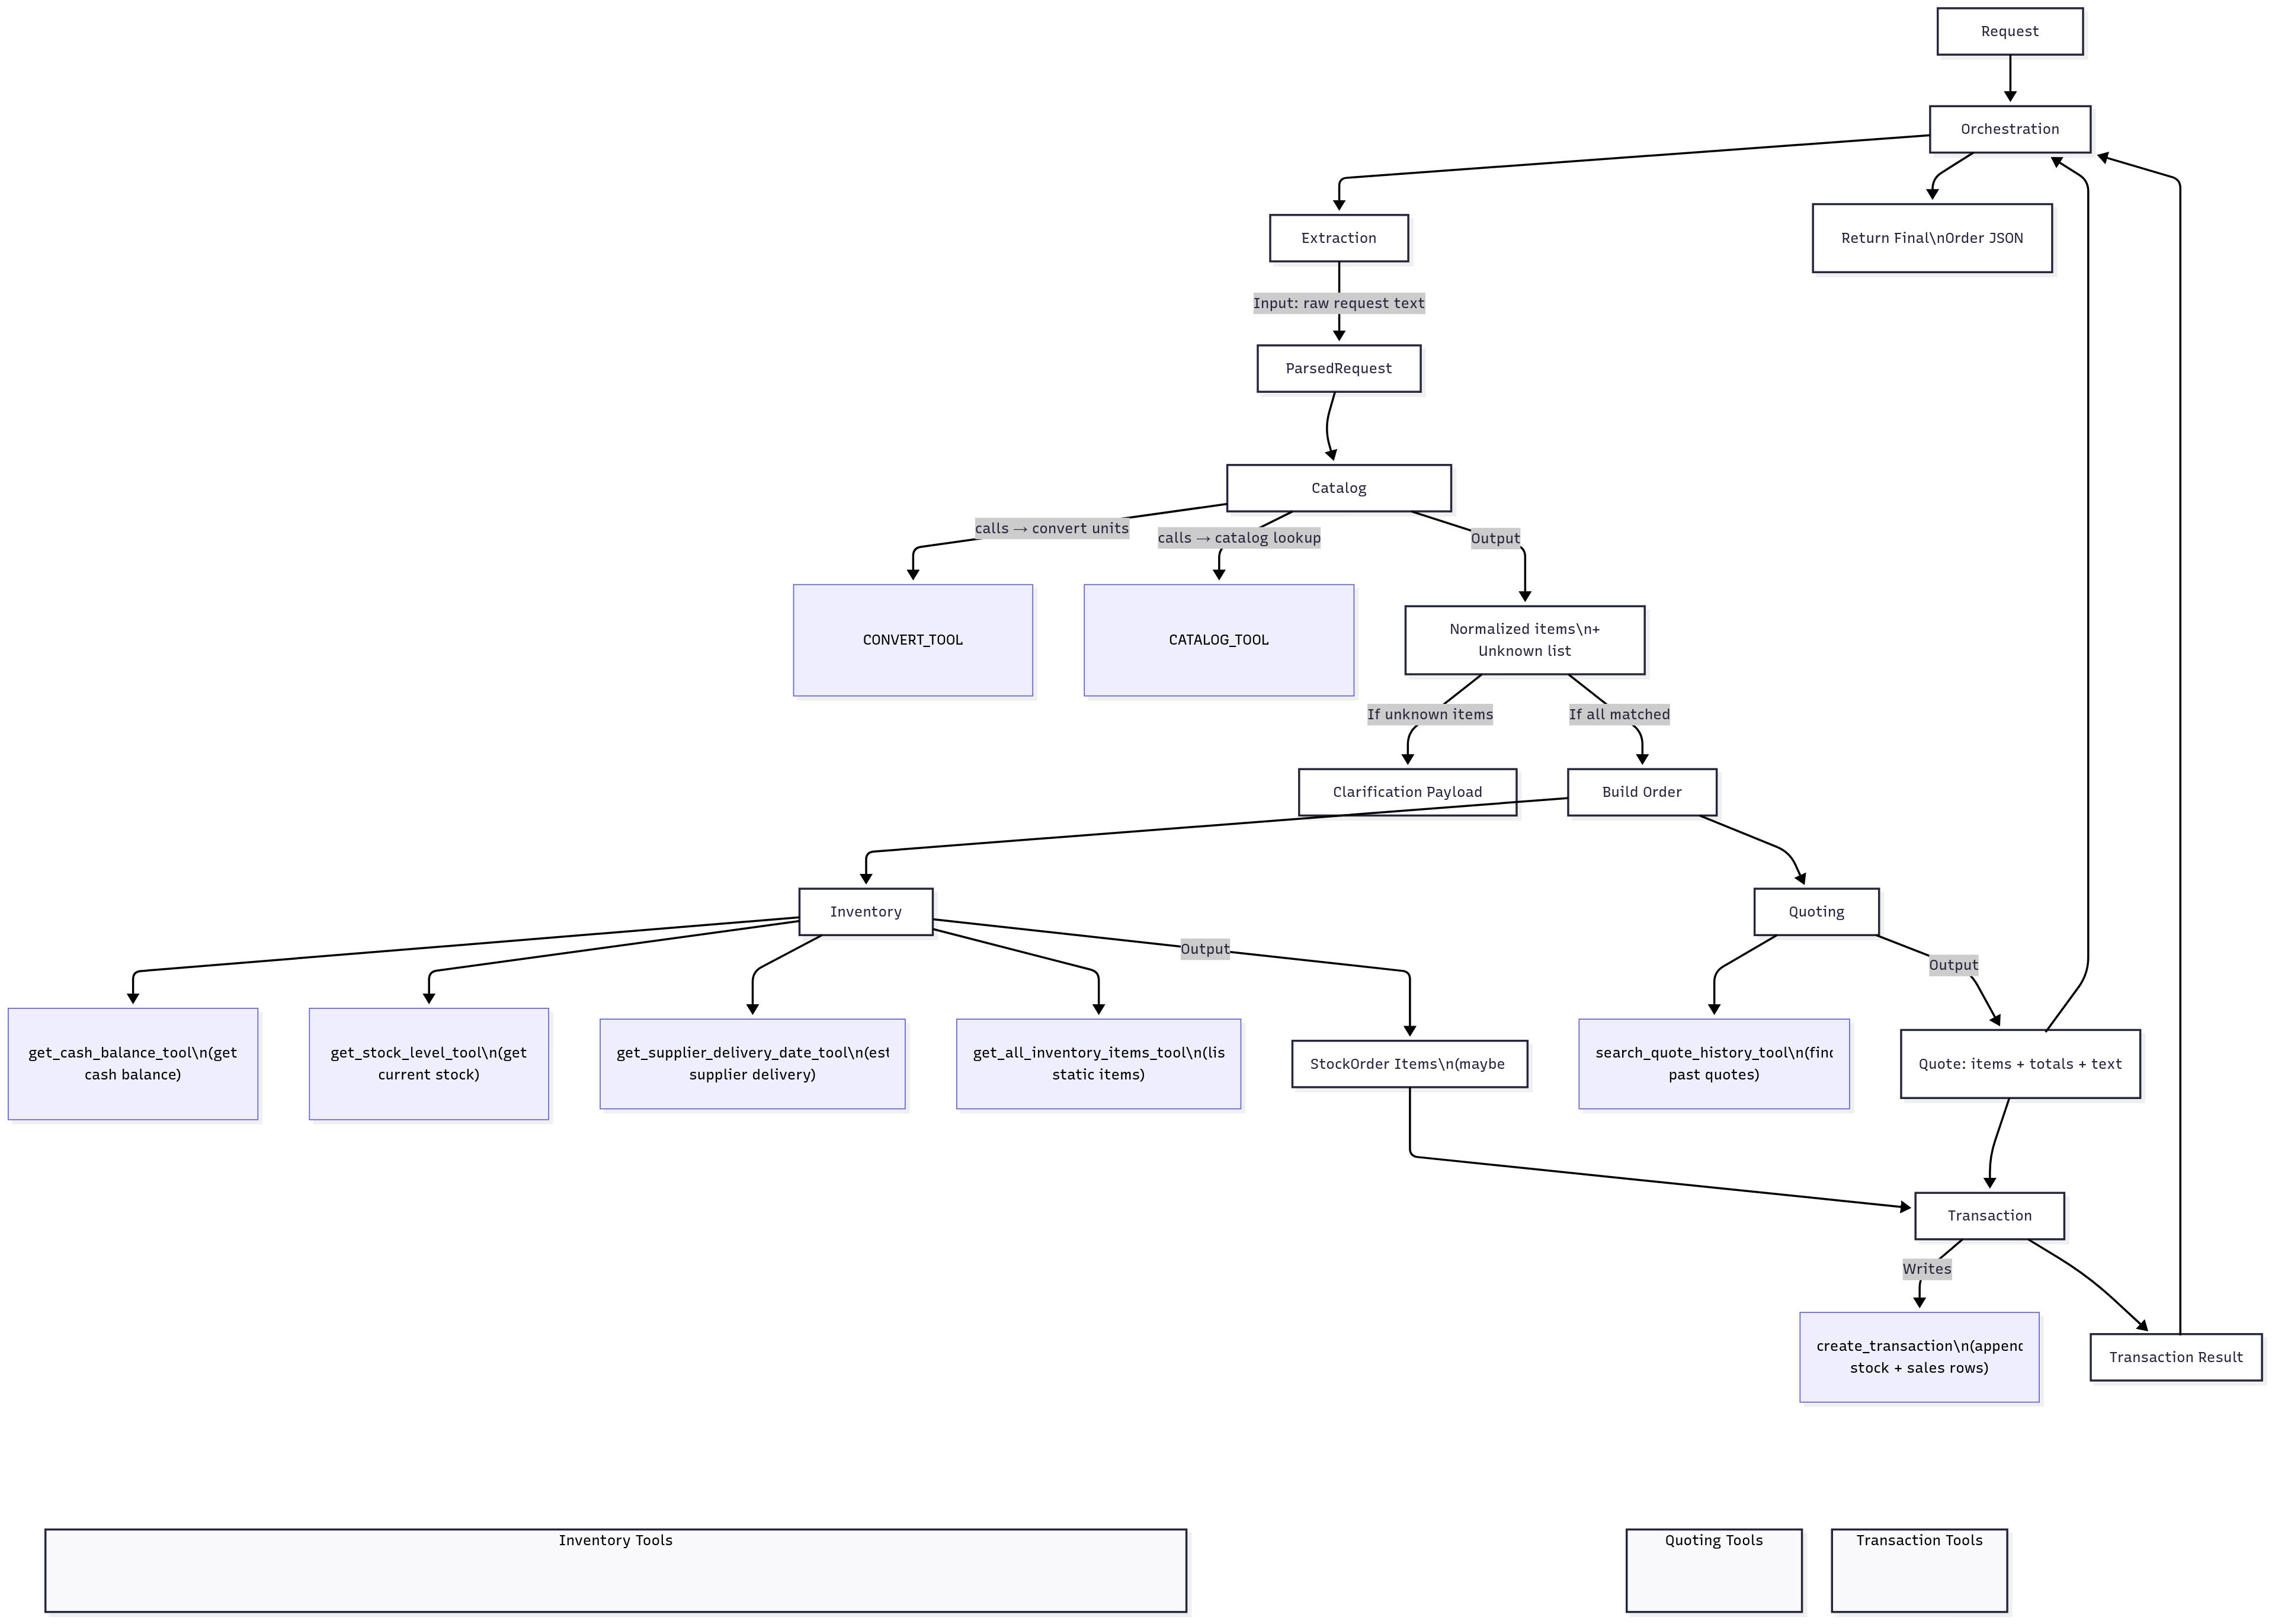 Request
Orchestration
Extraction
Return Final\nOrder JSON
Input: raw request text
ParsedRequest
Catalog
calls → convert units
calls → catalog lookup
Output
CONVERT_TOOL
CATALOG_TOOL
Normalized items\n+
Unknown list
If unknown items
If all matched
Clarification Payload
Build Order
Inventory
Quoting
Output
Output
get_cash_balance_tool\n(get
cash balance)
get_stock_level_tool\n(get
current stock)
get_supplier_delivery_date_tool\n(est
supplier delivery)
get_all_inventory_items_tool\n(lis
static items)
StockOrder Items\n(maybe
search_quote_history_tool\n(find
past quotes)
Quote: items + totals + text
Transaction
Writes
create_transaction\n(append
stock + sales rows)
Transaction Result
Inventory Tools
Quoting Tools
Transaction Tools